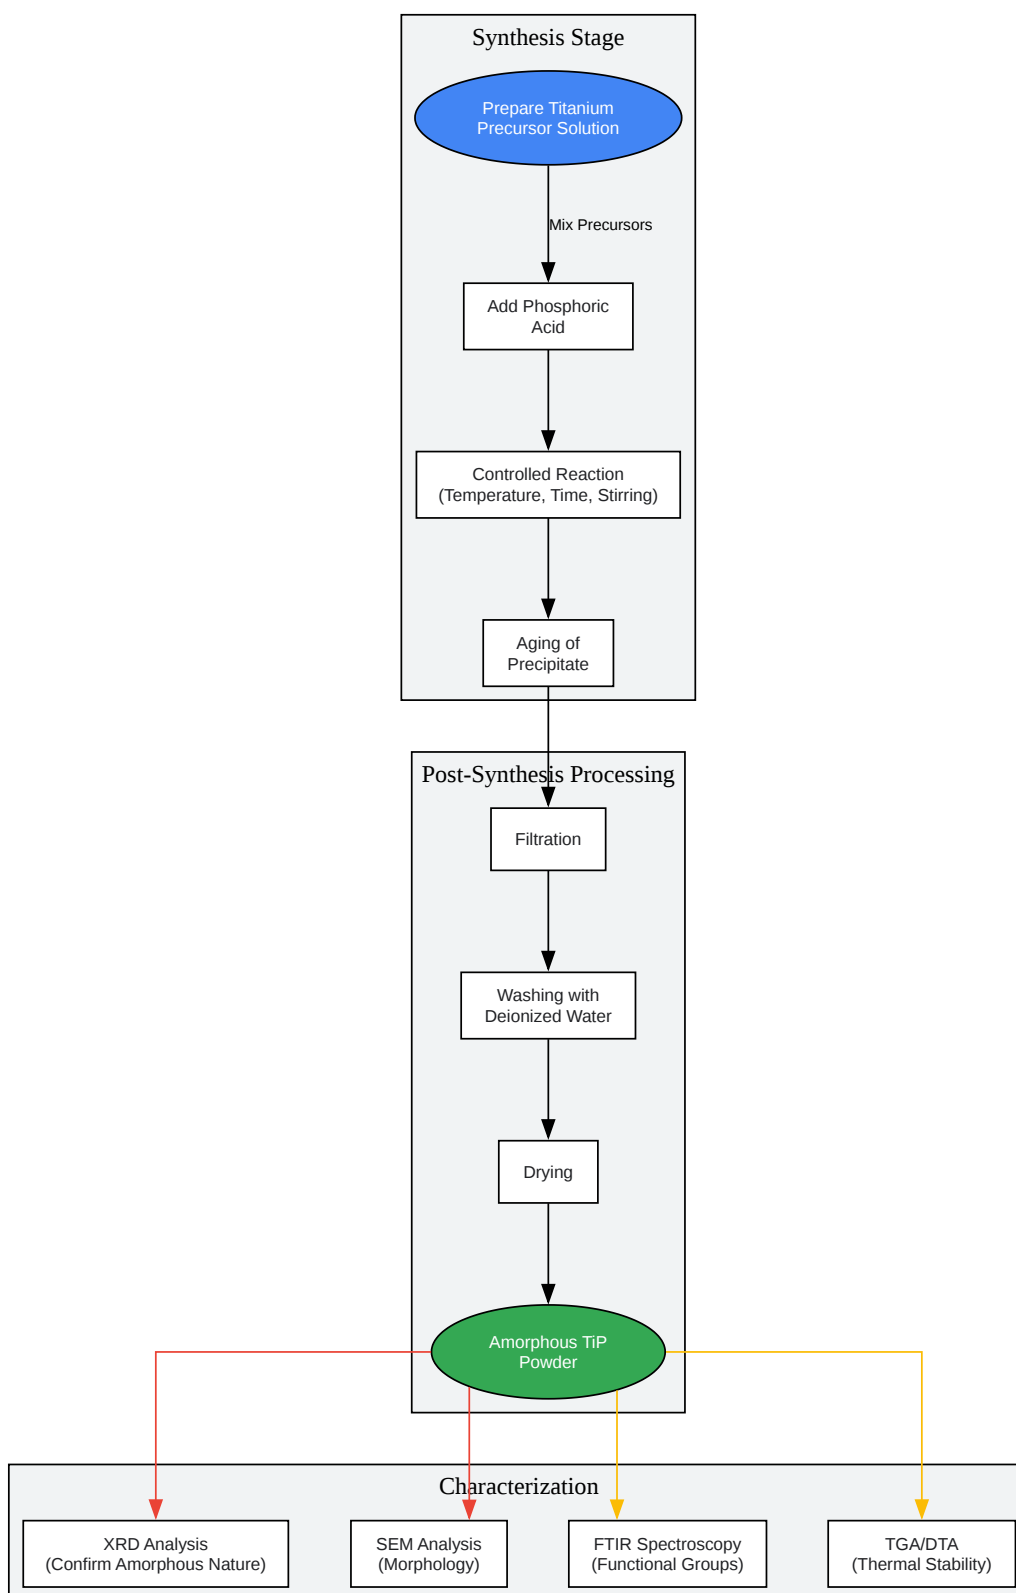 Synthesis Stage
Prepare Titanium
Precursor Solution
Mix Precursors
Add Phosphoric
Acid
Controlled Reaction
(Temperature, Time, Stirring)
Aging of
Precipitate
Post-Synthesis Processing
Filtration
Washing with
Deionized Water
Drying
Amorphous TiP
Powder
Characterization
XRD Analysis
(Confirm Amorphous Nature)
SEM Analysis
(Morphology)
FTIR Spectroscopy
(Functional Groups)
TGA/DTA
(Thermal Stability)